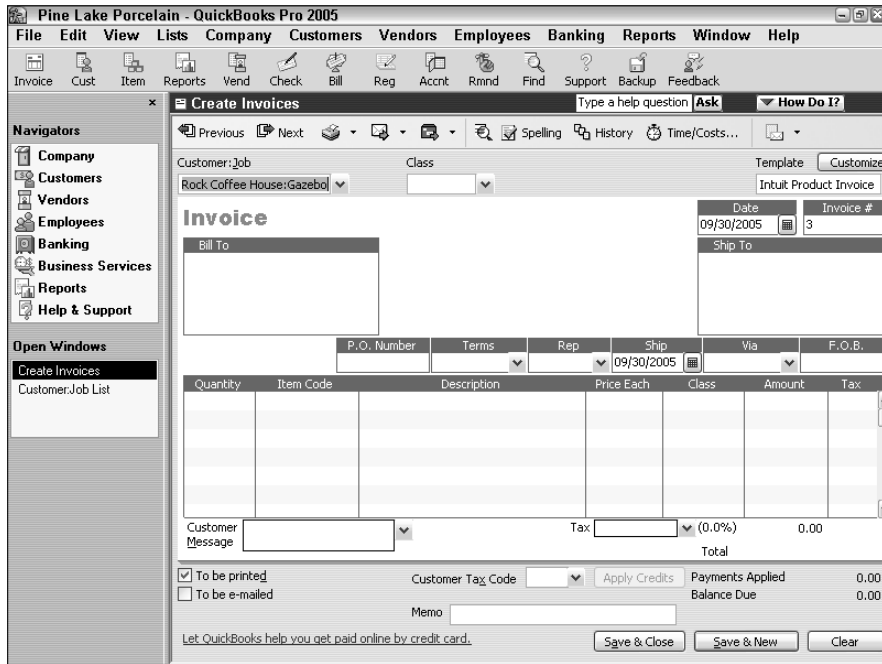 Pine Lake Porcelain - QuickBooks Pro 2005
File Edit View Lists Company Customers Vendors Employees Banking Reports Window Help
Invoice Cust Item Reports Vend Check Bill Reg Accnt Rmnd Find Support Backup Feedback
Create Invoices Type a help question Ask How Do I?
Previous Next Spelling History Time/Costs...
Navigators
Company
Customers
Vendors
Employees
Banking
Business Services
Reports
Help & Support
Open Windows
Create Invoices
Customer:Job List
Customer:Job Class Template Customize
Rock Coffee House:Gazebo Intuit Product Invoice
Invoice
Date Invoice #
09/30/2005 3
Bill To Ship To
P.O. Number Terms Rep Ship Via F.O.B.
09/30/2005
Quantity Item Code Description Price Each Class Amount Tax
Customer Message Tax (0.0%) 0.00
Total
To be printed Customer Tax Code Apply Credits Payments Applied 0.00
To be e-mailed Balance Due 0.00
Memo
Let QuickBooks help you get paid online by credit card. Save & Close Save & New Clear